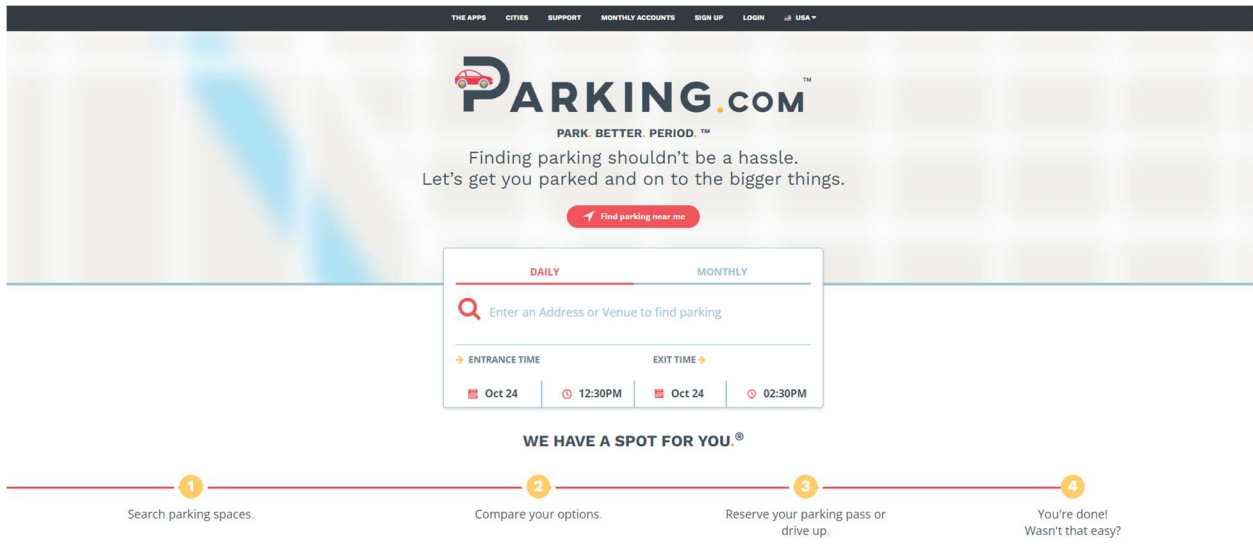 THE APPS CITIES SUPPORT MONTHLY ACCOUNTS SIGN UP LOGIN USA
PARKING.COM™
PARK. BETTER. PERIOD. ™
Finding parking shouldn't be a hassle.
Let's get you parked and on to the bigger things.
Find parking near me
DAILY MONTHLY
Enter an Address or Venue to find parking
ENTRANCE TIME EXIT TIME
Oct 24 12:30PM Oct 24 02:30PM
WE HAVE A SPOT FOR YOU.®
1 2 3 4
Search parking spaces. Compare your options. Reserve your parking pass or You're done!
drive up. Wasn't that easy?